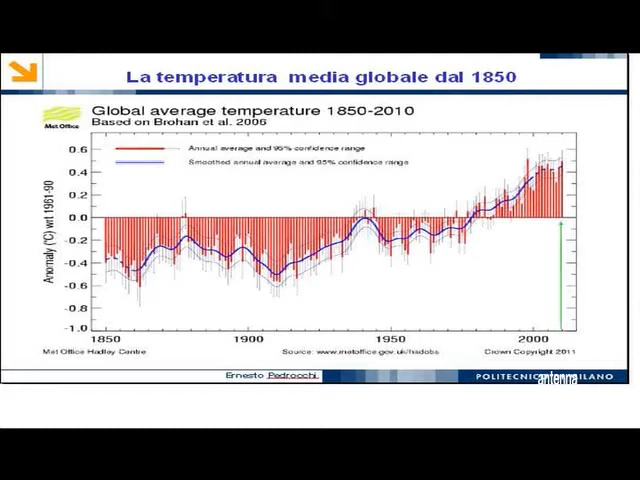 La temperatura media globale dal 1850
Met Office
Global average temperature 1850-2010
Based on Brohan et al. 2006
Annual average and 95% confidence range
Smoothed annual average and 95% confidence range
Anomaly (°C) wrt 1961-90
0.6
0.4
0.2
0.0
-0.2
-0.4
-0.6
-0.8
-1.0
1850 1900 1950 2000
Met Office Hadley Centre Source: www.metoffice.gov.uk/hadobs Crown Copyright 2011
Ernesto Pedrocchi
POLITECNICO MILANO
antenna